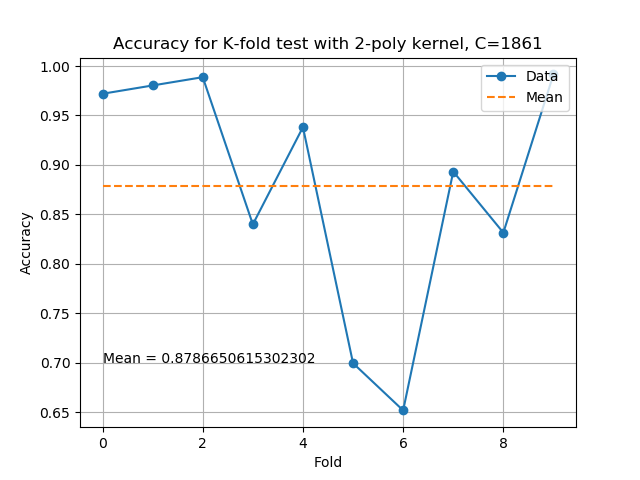 Accuracy for K-fold test with 2-poly kernel, C=1861
Data
Mean
1.00
0.95
0.90
0.85
0.80
0.75
0.70
0.65
Accuracy
Mean = 0.8786650615302302
0 2 4 6 8
Fold